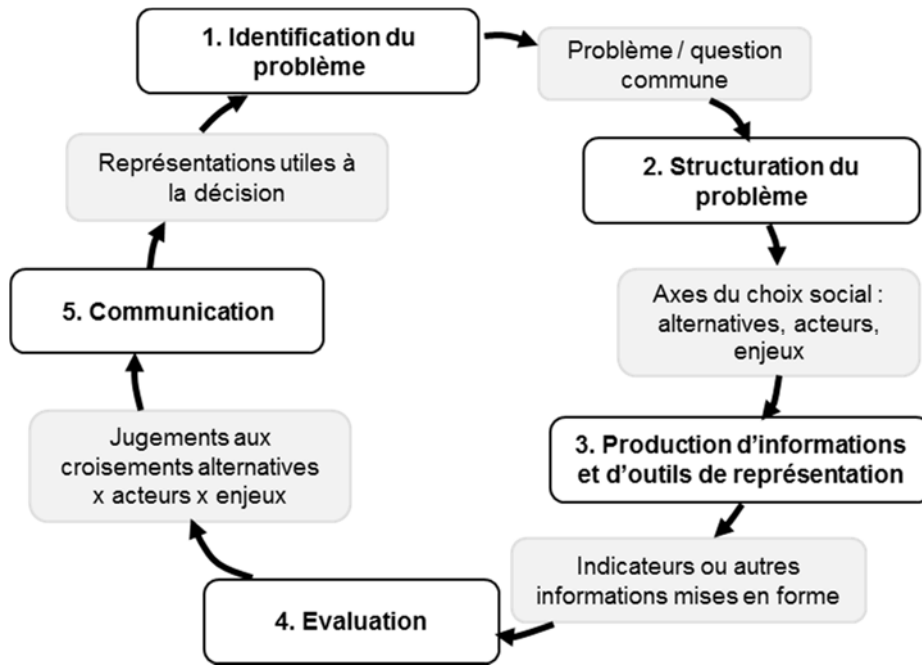 1. Identification du
problème
Problème / question
commune
2. Structuration du
problème
Axes du choix social :
alternatives, acteurs,
enjeux
3. Production d'informations
et d'outils de représentation
Indicateurs ou autres
informations mises en forme
4. Evaluation
Jugements aux
croisements alternatives
x acteurs x enjeux
5. Communication
Représentations utiles à
la décision